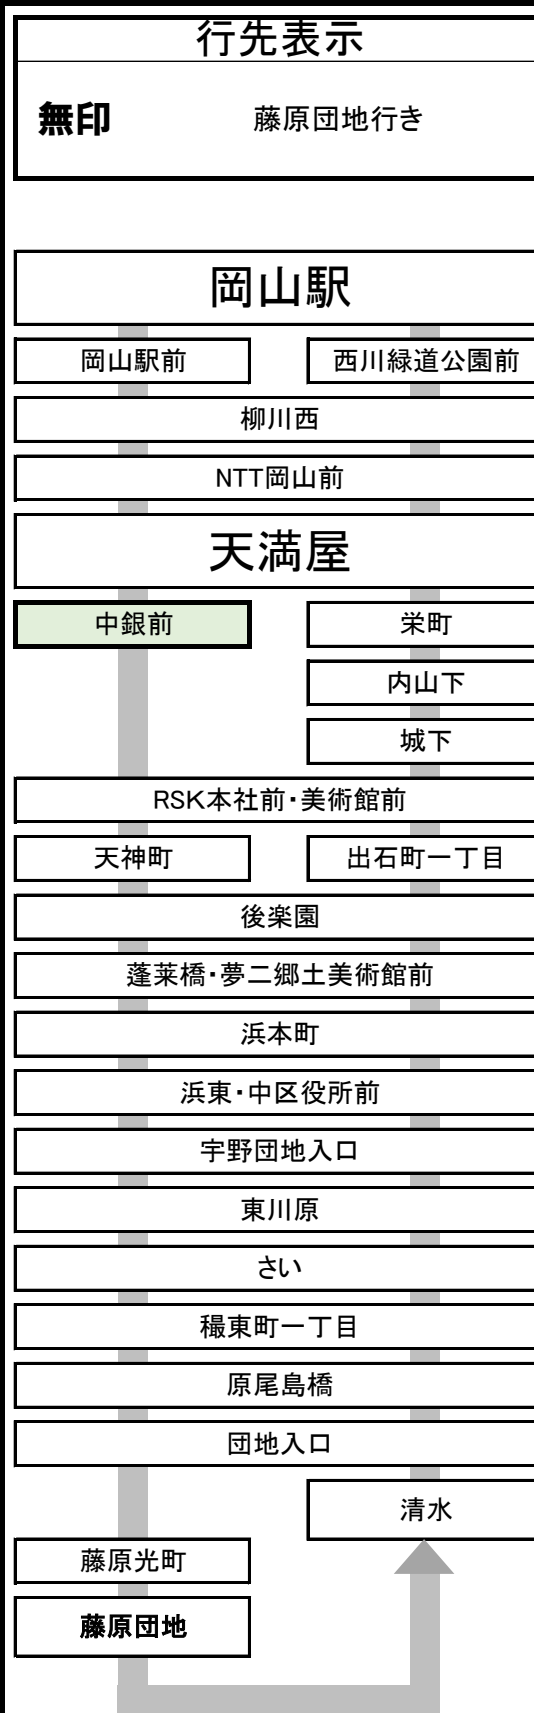 行先表示
無印 藤原団地行き
岡山駅
岡山駅前 西川緑道公園前
柳川西
NTT岡山前
天満屋
中銀前 栄町
内山下
城下
RSK本社前・美術館前
天神町 出石町一丁目
後楽園
蓬莱橋・夢二郷土美術館前
浜本町
浜東・中区役所前
宇野団地入口
東川原
さい
穝東町一丁目
原尾島橋
団地入口
清水
藤原光町
藤原団地